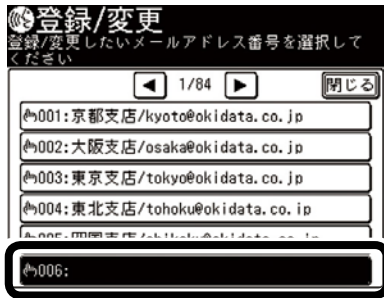 登録/変更
登録/変更したいメールアドレス番号を選択して
ください
1/84 閉じる
001:京都支店/kyoto@okidata.co.jp
002:大阪支店/osaka@okidata.co.jp
003:東京支店/tokyo@okidata.co.jp
004:東北支店/tohoku@okidata.co.jp
006: